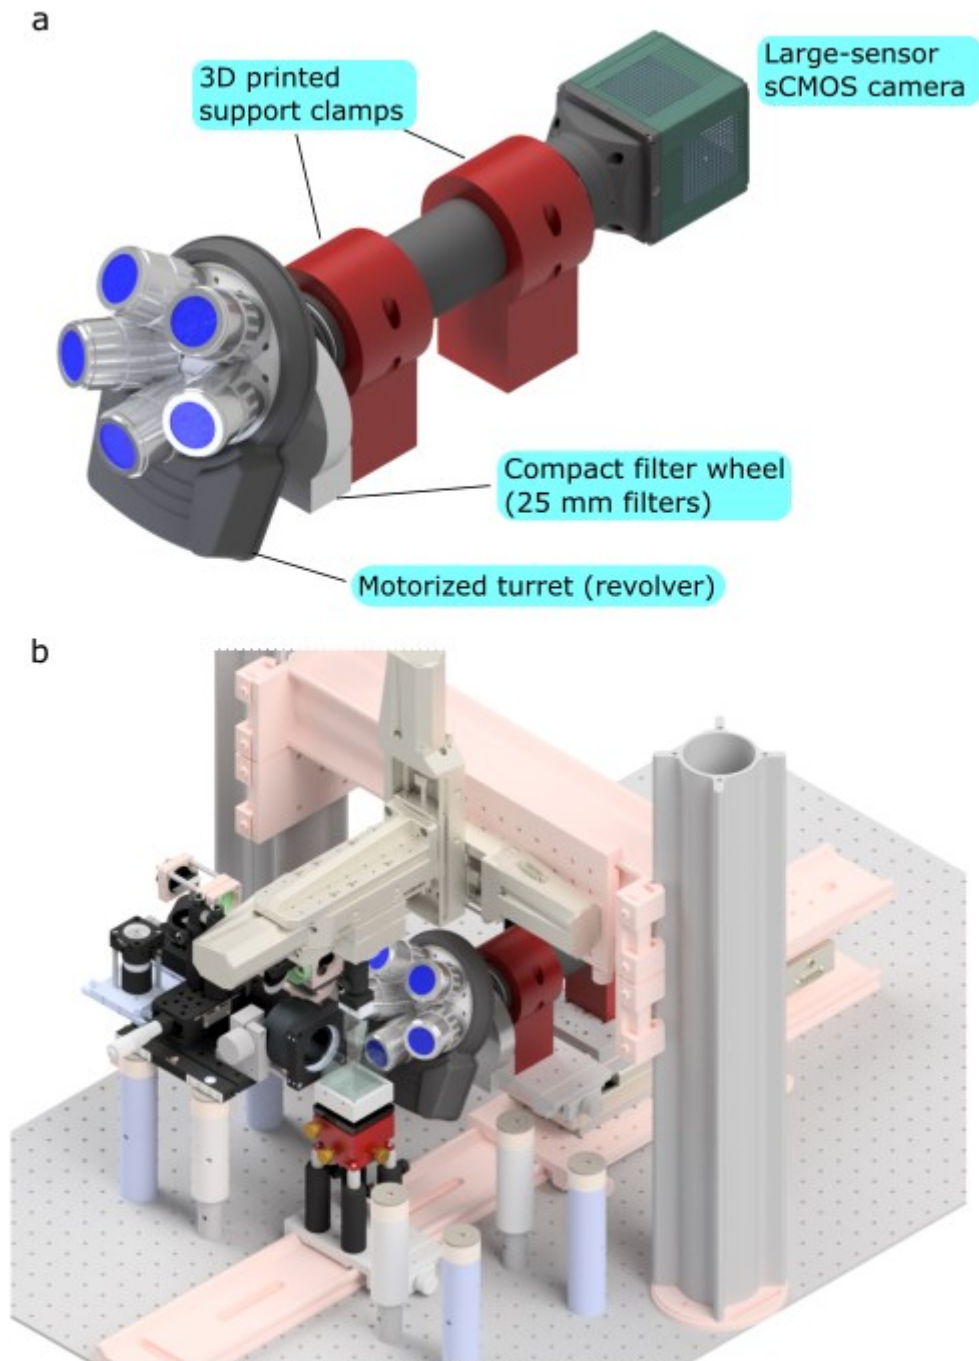 a
3D printed
support clamps
Large-sensor
sCMOS camera
Compact filter wheel
(25 mm filters)
Motorized turret (revolver)
b